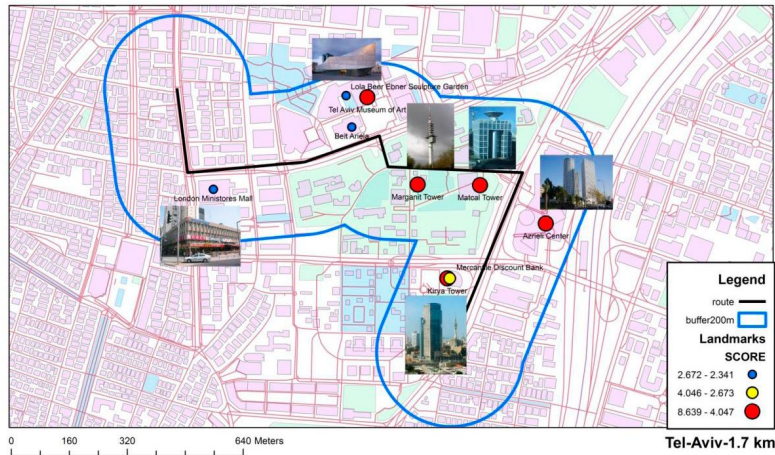 Lola Beer Ebner Sculpture Garden
Tel Aviv Museum of Art
Beit Ariela
London Ministores Mall
Marganit Tower
Matcal Tower
Azrieli Center
Mercantile Discount Bank
Kirya Tower
Legend
route
buffer200m
Landmarks
SCORE
2.672 - 2.341
4.046 - 2.673
8.639 - 4.047
0 160 320 640 Meters
Tel-Aviv-1.7 km